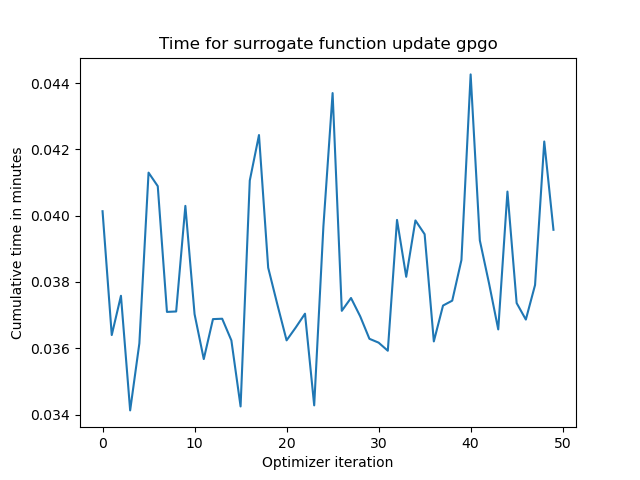 Time for surrogate function update gpgo
Cumulative time in minutes
0.044
0.042
0.040
0.038
0.036
0.034
0 10 20 30 40 50
Optimizer iteration